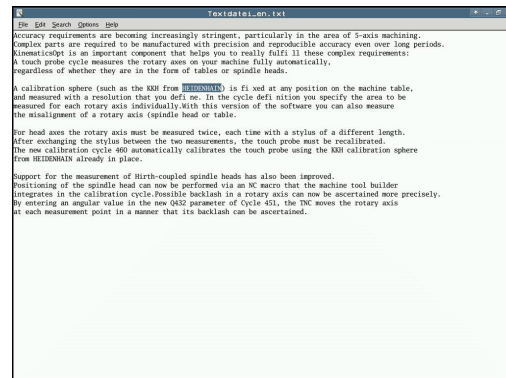 Textdatei_en.txt
File Edit Search Options Help
Accuracy requirements are becoming increasingly stringent, particularly in the area of 5-axis machining.
Complex parts are required to be manufactured with precision and reproducible accuracy even over long periods.
KinematicsOpt is an important component that helps you to really fulfi ll these complex requirements:
A touch probe cycle measures the rotary axes on your machine fully automatically,
regardless of whether they are in the form of tables or spindle heads.
A calibration sphere (such as the KKH from HEIDENHAIN) is fi xed at any position on the machine table,
and measured with a resolution that you defi ne. In the cycle defi nition you specify the area to be
measured for each rotary axis individually.With this version of the software you can also measure
the misalignment of a rotary axis (spindle head or table.
For head axes the rotary axis must be measured twice, each time with a stylus of a different length.
After exchanging the stylus between the two measurements, the touch probe must be recalibrated.
The new calibration cycle 460 automatically calibrates the touch probe using the KKH calibration sphere
from HEIDENHAIN already in place.
Support for the measurement of Hirth-coupled spindle heads has also been improved.
Positioning of the spindle head can now be performed via an NC macro that the machine tool builder
integrates in the calibration cycle.Possible backlash in a rotary axis can now be ascertained more precisely.
By entering an angular value in the new Q432 parameter of Cycle 451, the TNC moves the rotary axis
at each measurement point in a manner that its backlash can be ascertained.